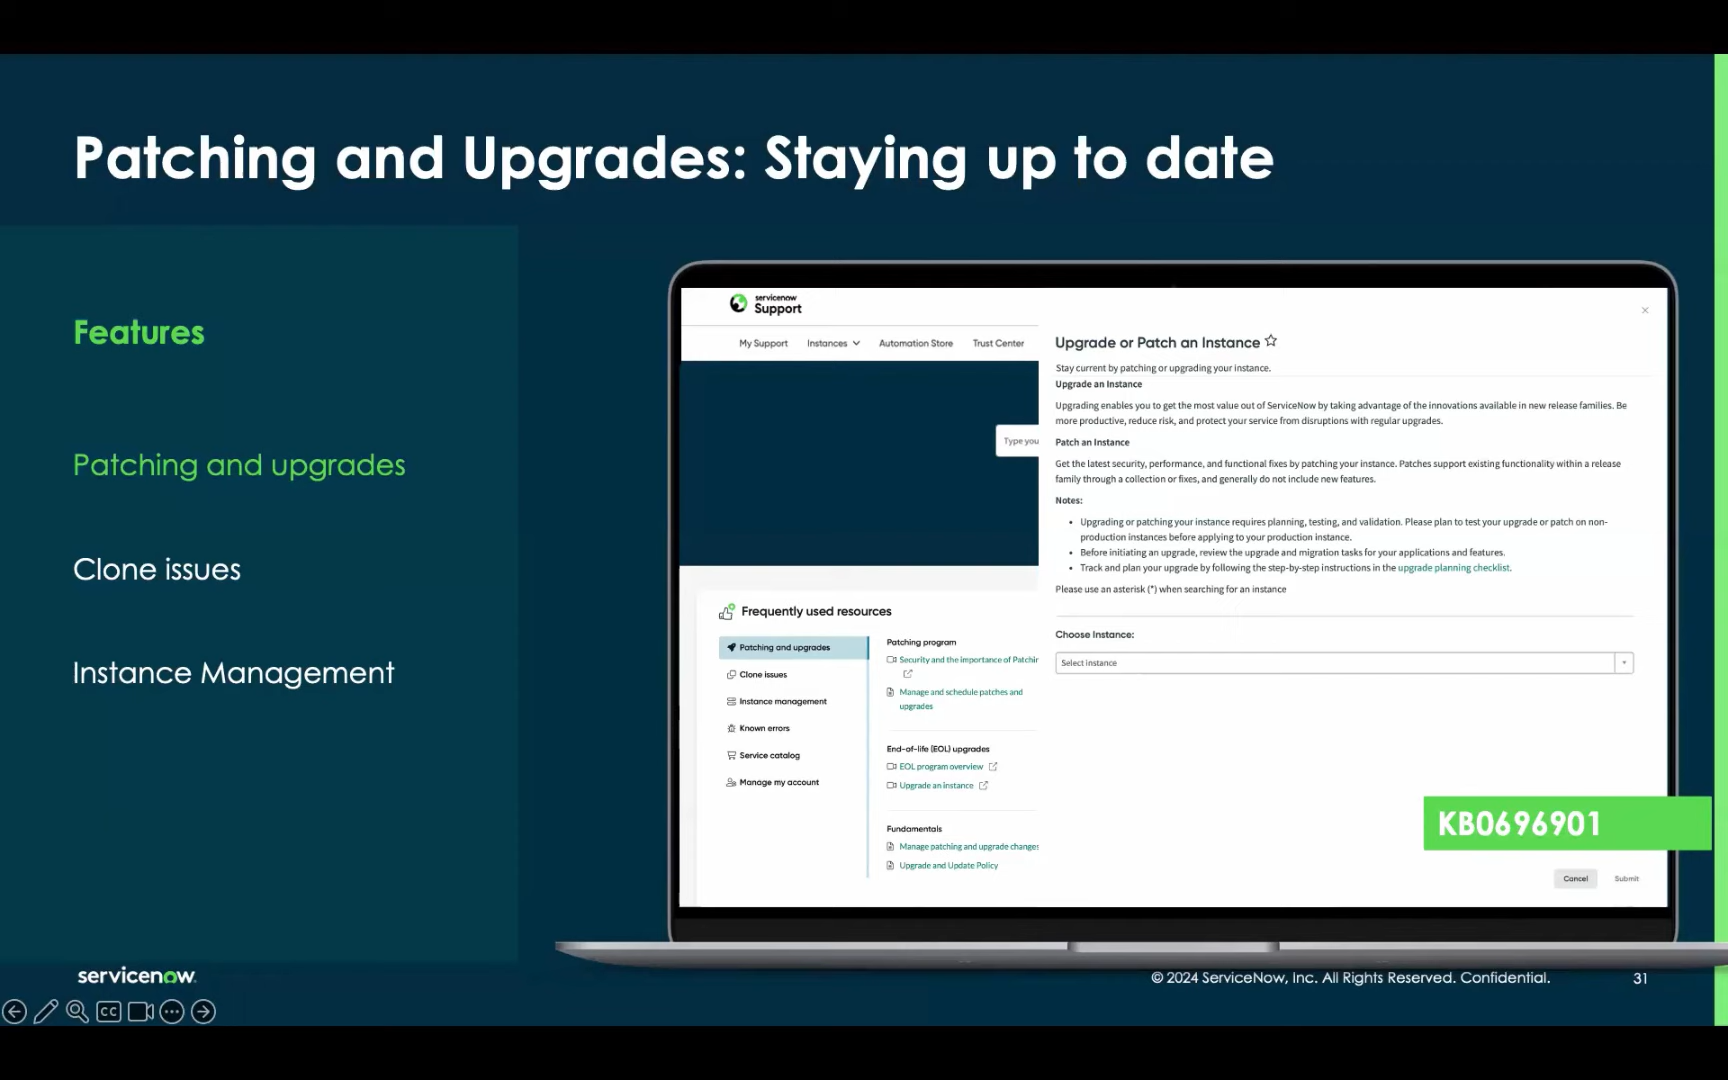 Patching and Upgrades: Staying up to date
Features
Patching and upgrades
Clone issues
Instance Management
servicenow
Support
My Support
Instances
Automation Store
Trust Center
Type you
Frequently used resources
Patching and upgrades
Clone issues
Instance management
Known errors
Service catalog
Manage my account
Patching program
Security and the importance of Patchin
Manage and schedule patches and
upgrades
End-of-life (EOL) upgrades
EOL program overview
Upgrade an instance
Fundamentals
Manage patching and upgrade changes
Upgrade and Update Policy
Upgrade or Patch an Instance
Stay current by patching or upgrading your instance.
Upgrade an Instance
Upgrading enables you to get the most value out of ServiceNow by taking advantage of the innovations available in new release families. Be
more productive, reduce risk, and protect your service from disruptions with regular upgrades.
Patch an Instance
Get the latest security, performance, and functional fixes by patching your instance. Patches support existing functionality within a release
family through a collection or fixes, and generally do not include new features.
Notes:
• Upgrading or patching your instance requires planning, testing, and validation. Please plan to test your upgrade or patch on non-
production instances before applying to your production instance.
• Before initiating an upgrade, review the upgrade and migration tasks for your applications and features.
• Track and plan your upgrade by following the step-by-step instructions in the upgrade planning checklist.
Please use an asterisk (*) when searching for an instance
Choose Instance:
Select instance
KB0696901
Cancel
Submit
servicenow.
© 2024 ServiceNow, Inc. All Rights Reserved. Confidential.
31
CC